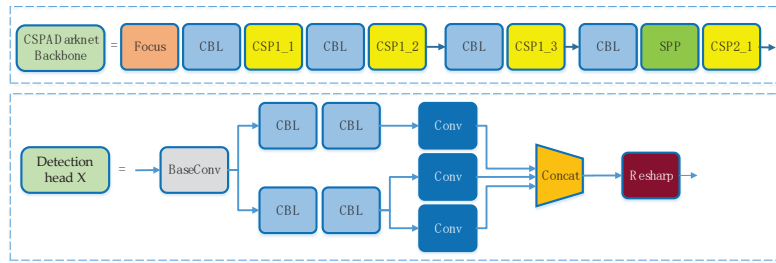 CSPADarknet
Backbone
=
Focus
CBL
CSP1_1
CBL
CSP1_2
CBL
CSP1_3
CBL
SPP
CSP2_1
Detection
head X
=
BaseConv
CBL
CBL
Conv
CBL
CBL
Conv
Conv
Concat
Resharp